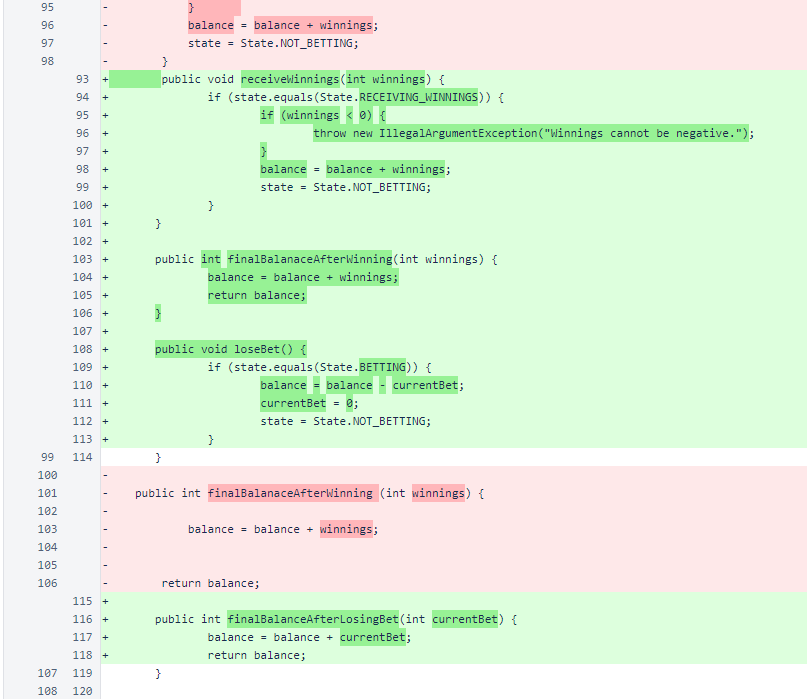 95 - }
96 - balance = balance + winnings;
97 - state = State.NOT_BETTING;
98 - }
93 + public void receiveWinnings(int winnings) {
94 + if (state.equals(State.RECEIVING_WINNINGS)) {
95 + if (winnings < 0) {
96 + throw new IllegalArgumentException("Winnings cannot be negative.");
97 + }
98 + balance = balance + winnings;
99 + state = State.NOT_BETTING;
100 + }
101 + }
102 +
103 + public int finalBalanaceAfterWinning(int winnings) {
104 + balance = balance + winnings;
105 + return balance;
106 + }
107 +
108 + public void loseBet() {
109 + if (state.equals(State.BETTING)) {
110 + balance = balance - currentBet;
111 + currentBet = 0;
112 + state = State.NOT_BETTING;
113 + }
99 114 }
100 -
101 - public int finalBalanaceAfterWinning (int winnings) {
102 -
103 - balance = balance + winnings;
104 -
105 -
106 - return balance;
115 +
116 + public int finalBalanceAfterLosingBet(int currentBet) {
117 + balance = balance + currentBet;
118 + return balance;
107 119 }
108 120